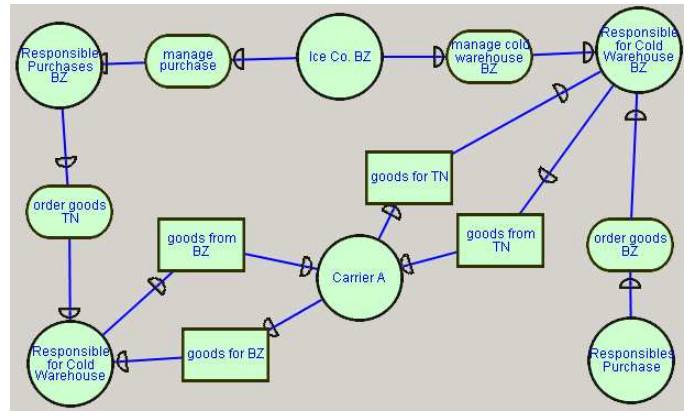 Responsible
Purchases
BZ
manage
purchase
Ice Co. BZ
manage cold
warehouse
BZ
Responsible
for Cold
Warehouse
BZ
goods for TN
order goods
TN
goods from
BZ
goods from
TN
order goods
BZ
Carrier A
Responsible
for Cold
Warehouse
goods for BZ
Responsibles
Purchase